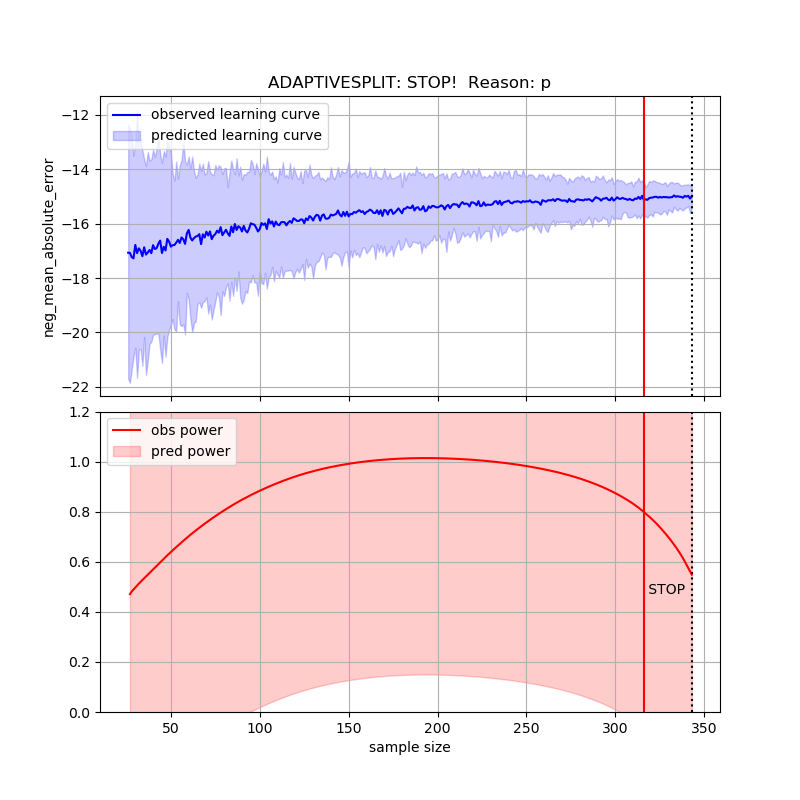 ADAPTIVESPLIT: STOP!  Reason: p
neg_mean_absolute_error
−12
−14
−16
−18
−20
−22
observed learning curve
predicted learning curve
1.2
1.0
0.8
0.6
0.4
0.2
0.0
obs power
pred power
STOP
50
100
150
200
250
300
350
sample size